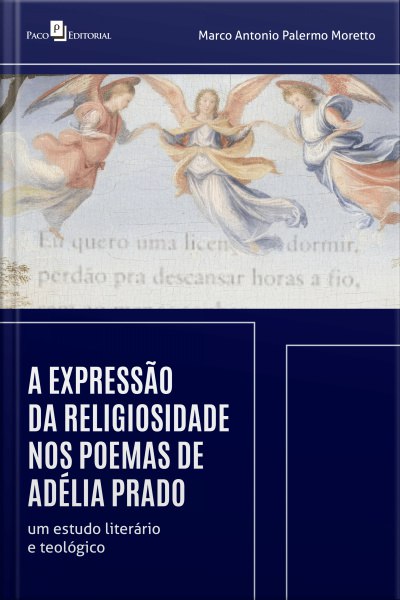 PACO EDITORIAL
Marco Antonio Palermo Moretto
Eu quero uma licença dormir,
perdão pra descansar horas a fio,
A EXPRESSÃO
DA RELIGIOSIDADE
NOS POEMAS DE
ADÉLIA PRADO
um estudo literário
e teológico